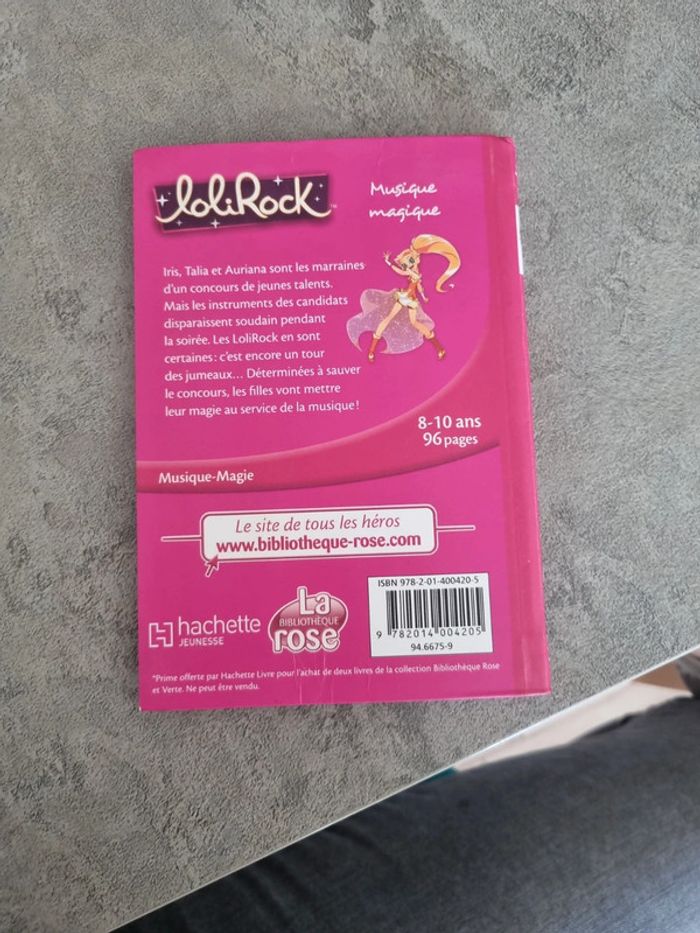 LoliRock™
Musique
magique
Iris, Talia et Auriana sont les marraines
d'un concours de jeunes talents.
Mais les instruments des candidats
disparaissent soudain pendant
la soirée. Les LoliRock en sont
certaines : c'est encore un tour
des jumeaux... Déterminées à sauver
le concours, les filles vont mettre
leur magie au service de la musique !
8-10 ans
96 pages
Musique-Magie
Le site de tous les héros
www.bibliotheque-rose.com
hachette
JEUNESSE
La
BIBLIOTHÈQUE
rose
ISBN 978-2-01-400420-5
9 782014 004205
94.6675-9
*Prime offerte par Hachette Livre pour l'achat de deux livres de la collection Bibliothèque Rose
et Verte. Ne peut être vendu.